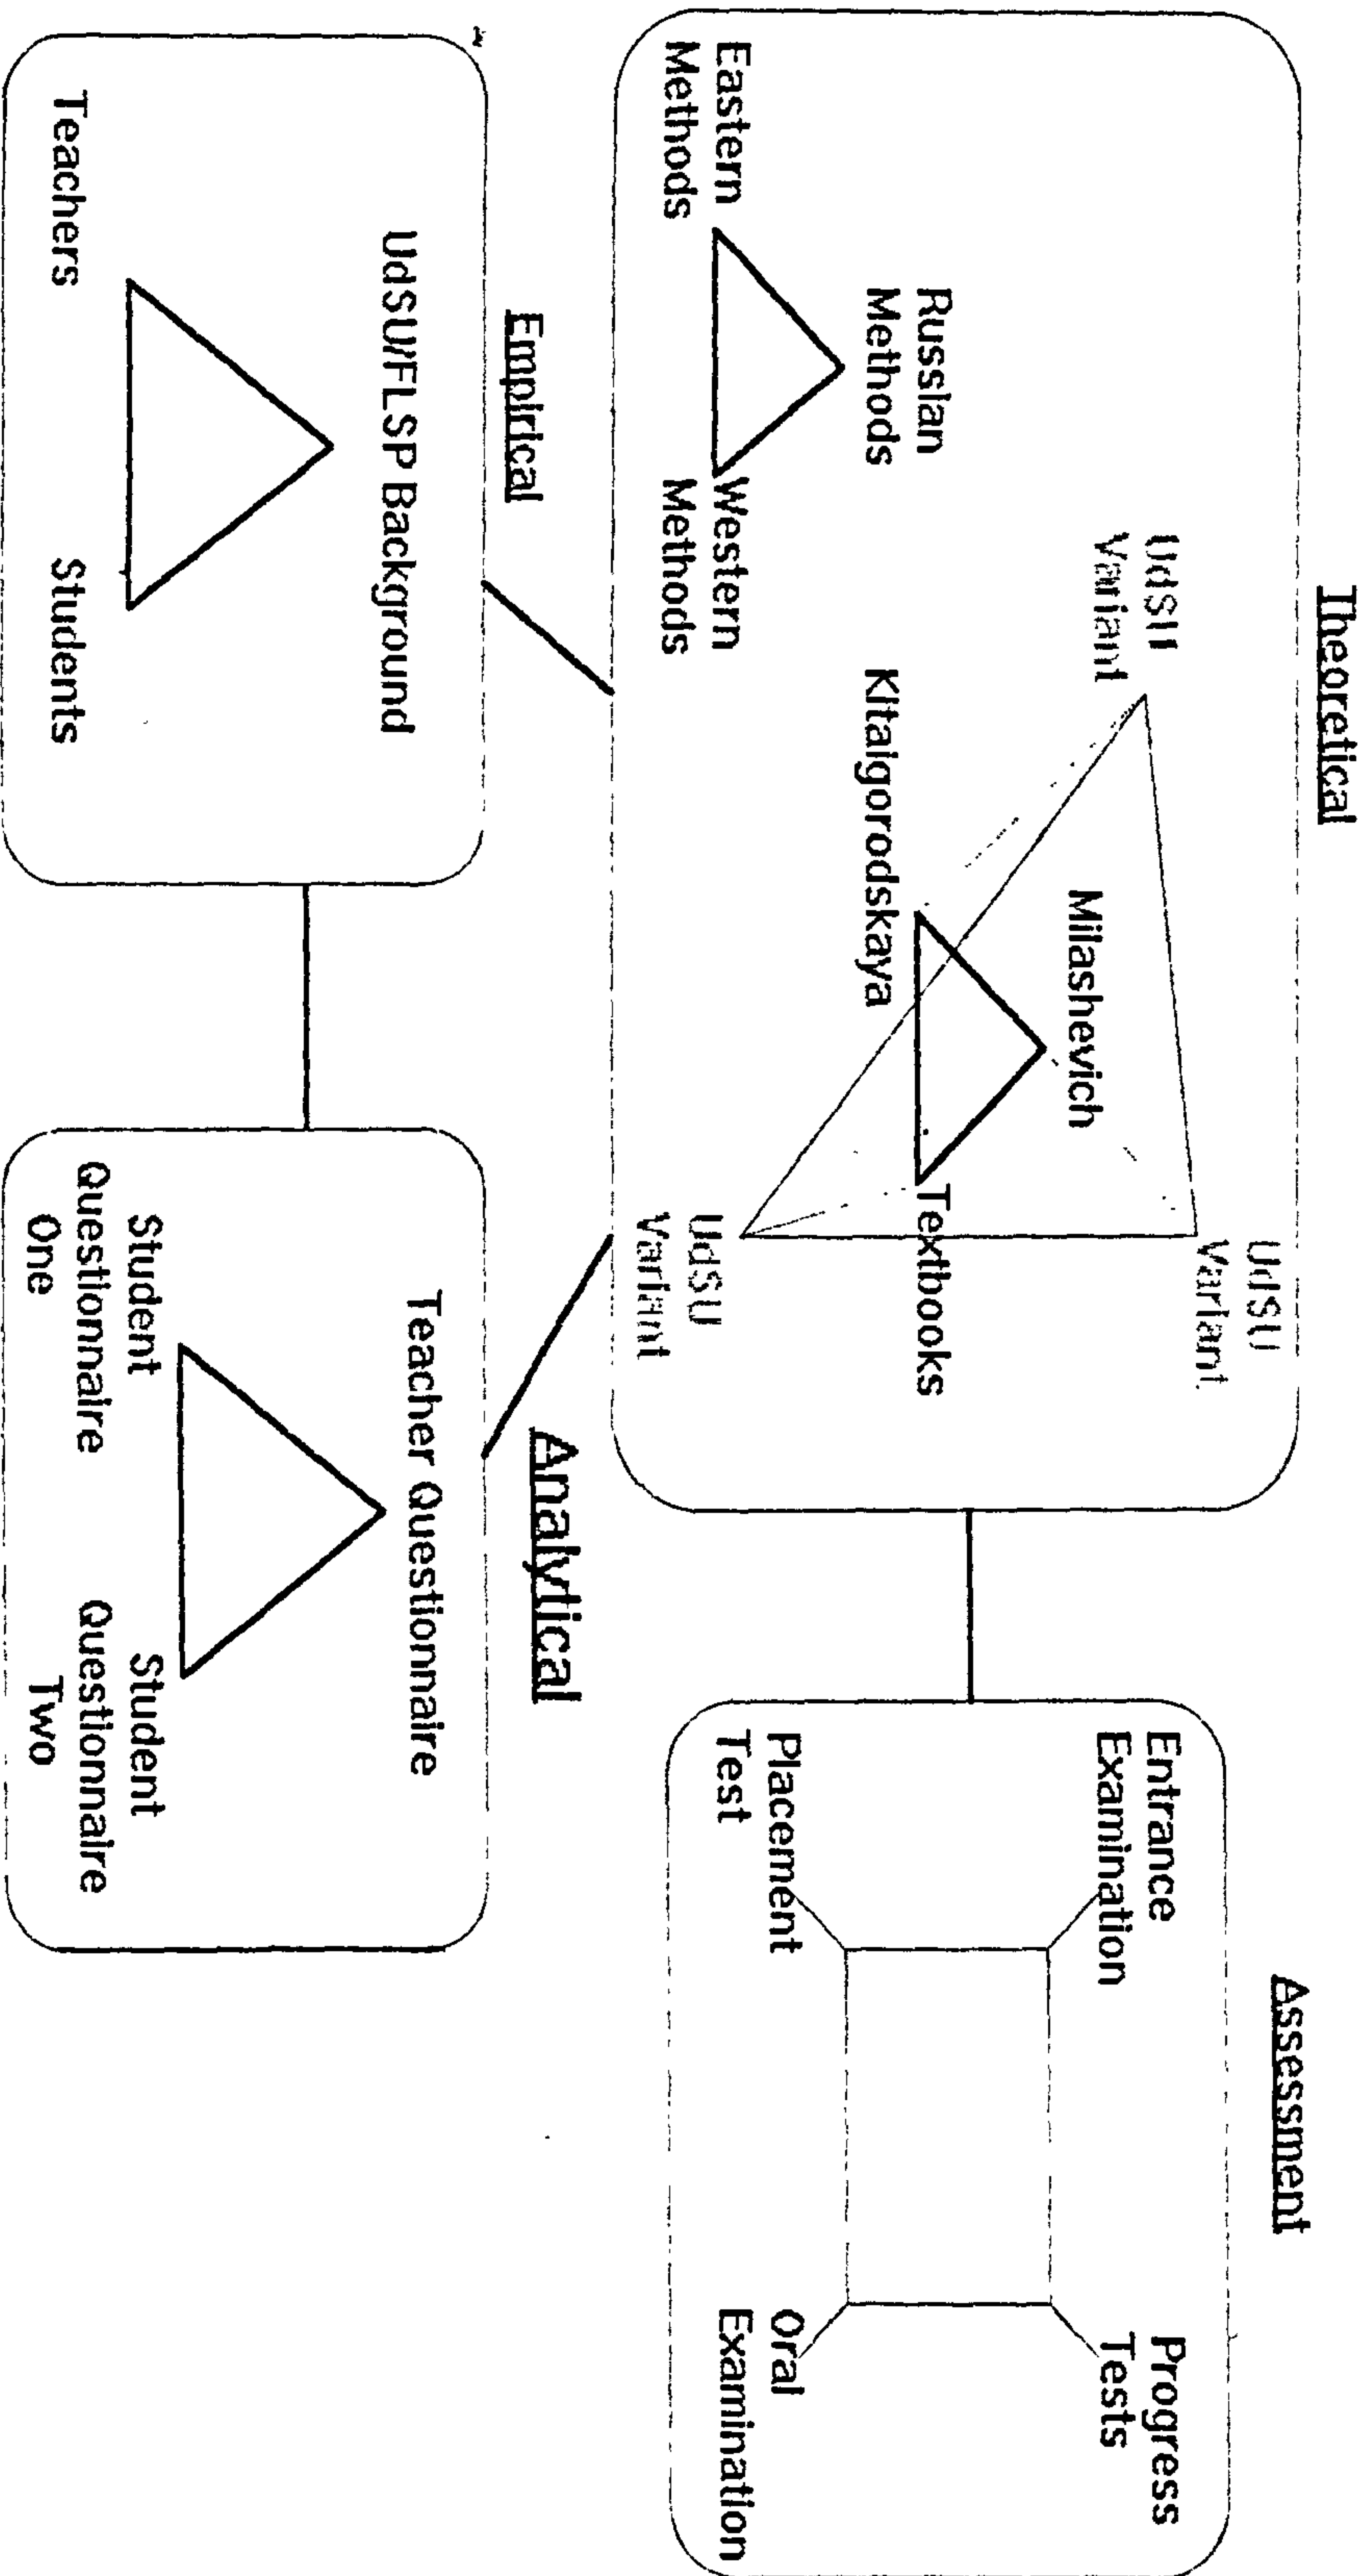 Theoretical
UdSU
Variant
UdSU
Variant
Milashevich
Russian
Methods
Kitaigorodskaya
Textbooks
Eastern
Methods
Western
Methods
UdSU
Variant
Assessment
Entrance
Examination
Progress
Tests
Placement
Test
Oral
Examination
Empirical
UdSU/FLSP Background
Teachers
Students
Analytical
Teacher Questionnaire
Student
Questionnaire
One
Student
Questionnaire
Two